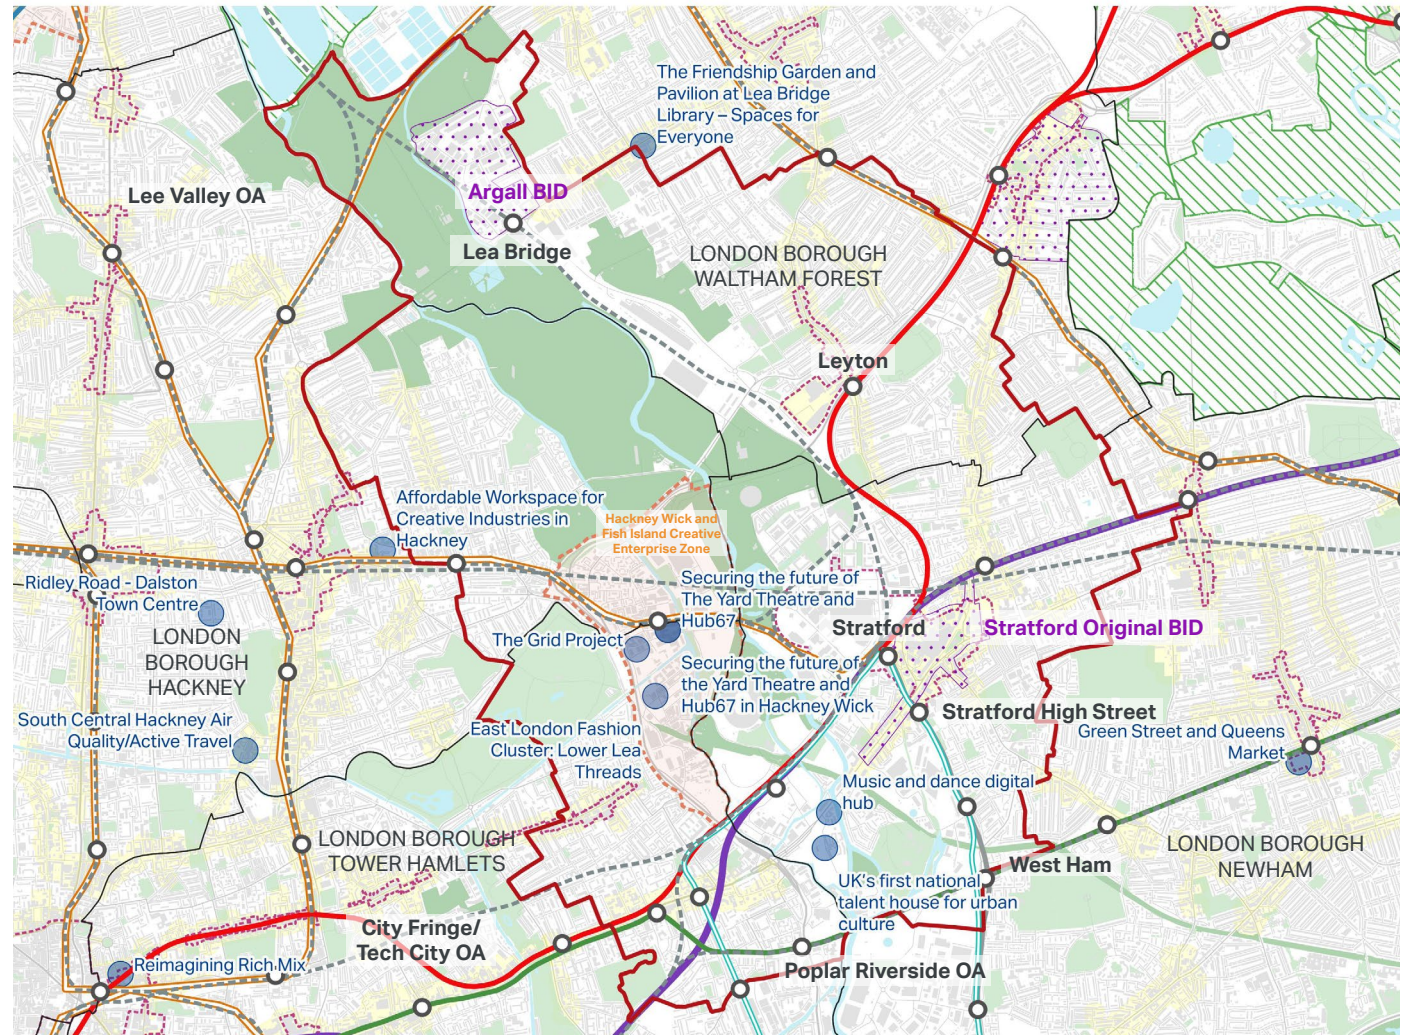 The Friendship Garden and
Pavilion at Lea Bridge
Library – Spaces for
Everyone
Lee Valley OA
Argall BID
Lea Bridge
LONDON BOROUGH
WALTHAM FOREST
Leyton
Affordable Workspace for
Creative Industries in
Hackney
Hackney Wick and
Fish Island Creative
Enterprise Zone
Ridley Road - Dalston
Town Centre
Securing the future of
The Yard Theatre and
Hub67
LONDON
BOROUGH
HACKNEY
The Grid Project
Stratford
Stratford Original BID
Securing the future of
the Yard Theatre and
Hub67 in Hackney Wick
South Central Hackney Air
Quality/Active Travel
East London Fashion
Cluster: Lower Lea
Threads
Stratford High Street
Green Street and Queens
Market
Music and dance digital
hub
LONDON BOROUGH
TOWER HAMLETS
West Ham
LONDON BOROUGH
NEWHAM
UK's first national
talent house for urban
culture
City Fringe/
Tech City OA
Reimagining Rich Mix
Poplar Riverside OA